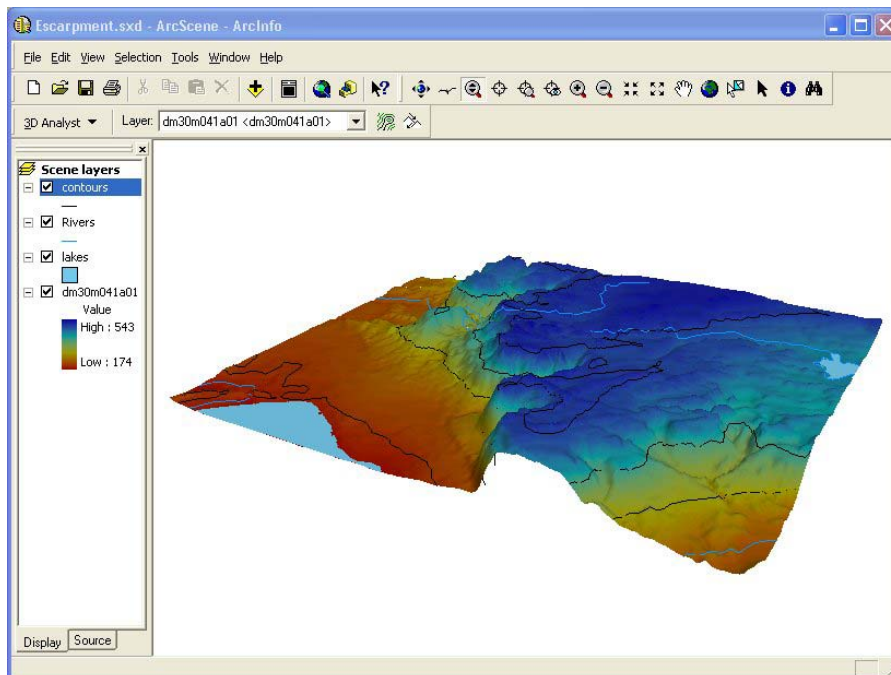 Escarpment.sxd - ArcScene - ArcInfo
File Edit View Selection Tools Window Help
3D Analyst Layer: dm30m041a01 <dm30m041a01>
Scene layers
contours
Rivers
lakes
dm30m041a01
Value
High : 543
Low : 174
Display Source